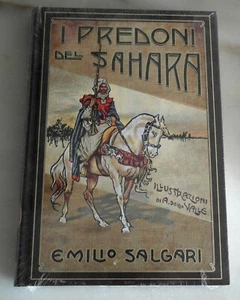 I PREDONI
DEL SAHARA
ILLUSTRAZIONI
DI A. DELLA VALLE
EMILIO SALGARI